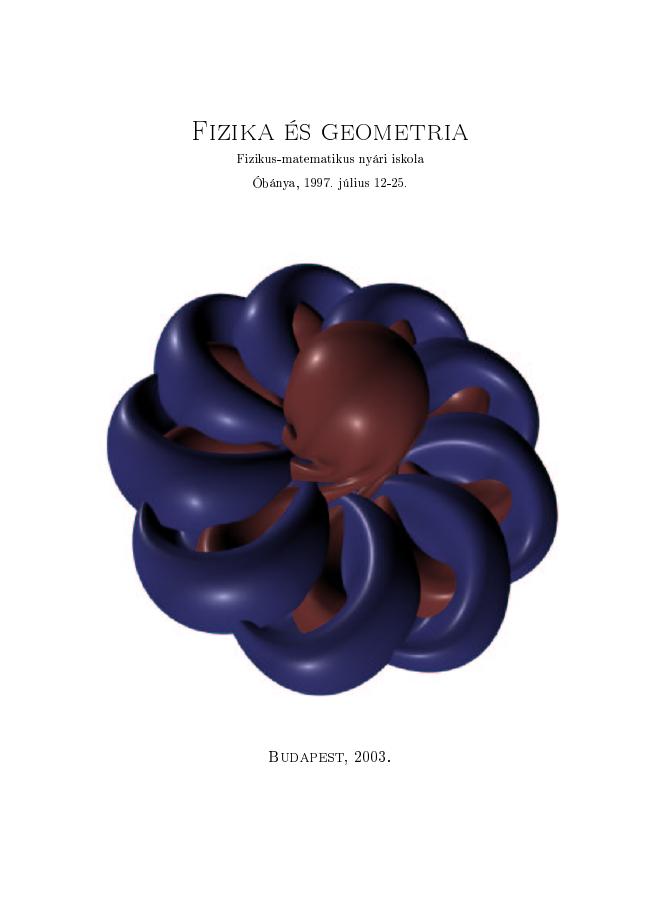 FIZIKA ÉS GEOMETRIA
Fizikus-matematikus nyári iskola
Óbánya, 1997. július 12-25.
BUDAPEST, 2003.